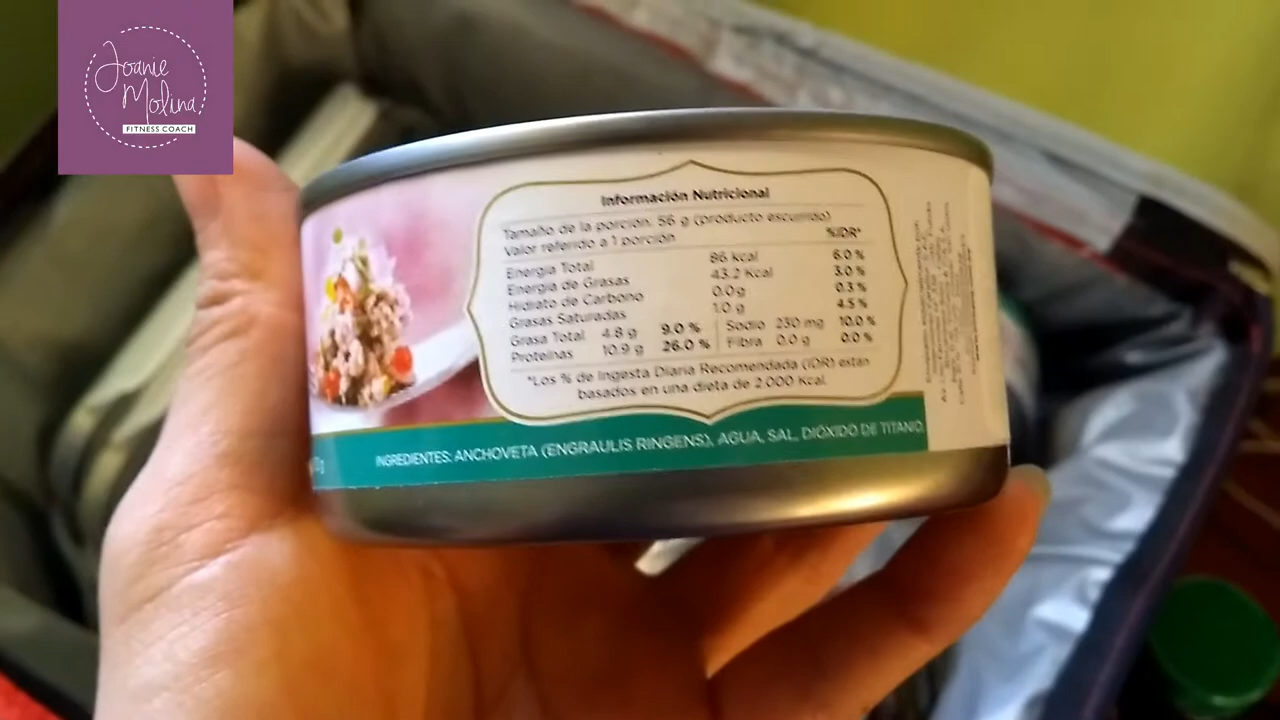 Joanie
Molina
FITNESS COACH
Información Nutricional
Tamaño de la porción: 56 g (producto escurrido)
Valor referido a 1 porción %IDR*
Energía Total 86 kcal 6.0 %
Energía de Grasas 43.2 Kcal 3.0 %
Hidrato de Carbono 0.0 g 0.3 %
Grasas Saturadas 1.0 g 4.5 %
Grasa Total 4.8 g 9.0 % Sodio 230 mg 10.0 %
Proteínas 10.9 g 26.0 % Fibra 0.0 g 0.0 %
*Los % de Ingesta Diaria Recomendada (IDR) están
basados en una dieta de 2,000 kcal.
INGREDIENTES: ANCHOVETA (ENGRAULIS RINGENS), AGUA, SAL, DIÓXIDO DE TITANIO.